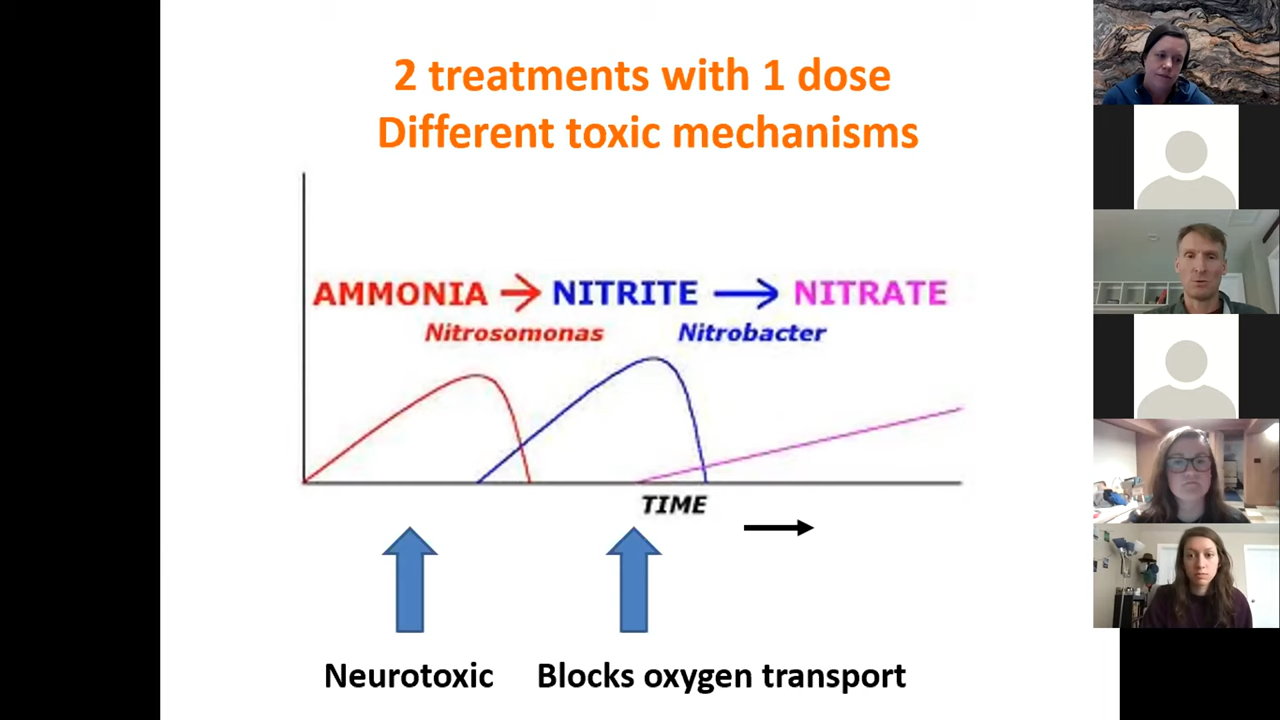 2 treatments with 1 dose
Different toxic mechanisms
AMMONIA → NITRITE → NITRATE
Nitrosomonas Nitrobacter
TIME
Neurotoxic Blocks oxygen transport